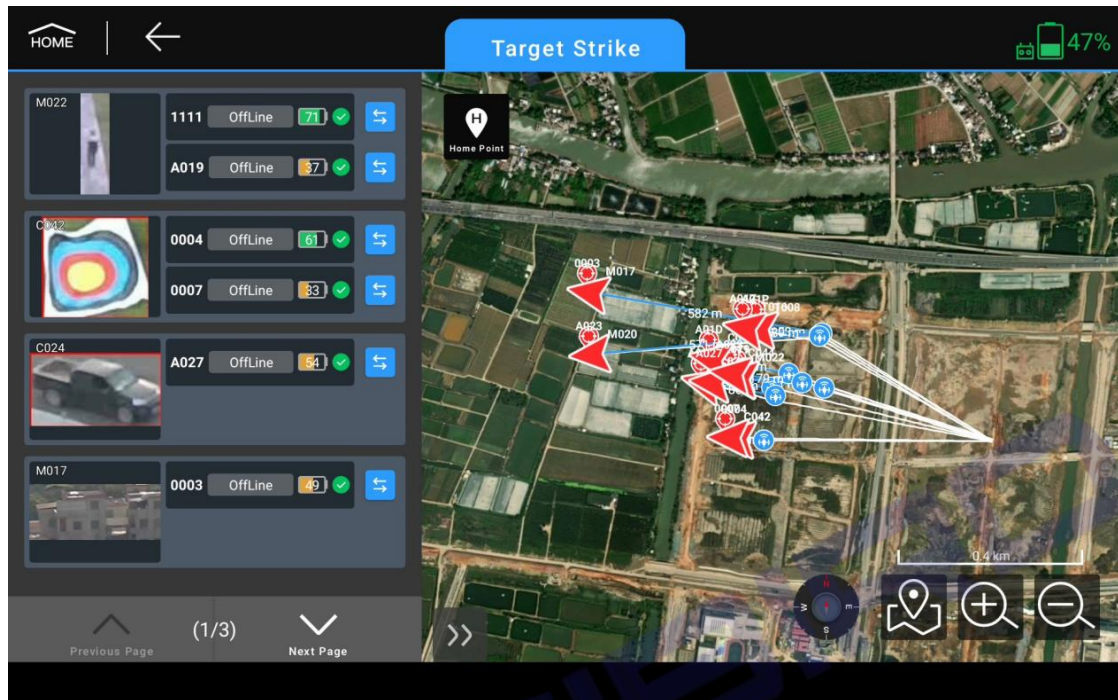 HOME
Target Strike
47%
M022
1111 OffLine 71
A019 OffLine 37
C042
0004 OffLine 61
0007 OffLine 33
C024
A027 OffLine 54
M017
0003 OffLine 49
Previous Page
(1/3)
Next Page
H
Home Point
0003
M017
582 m
A023
M020
A01D
A027
M022
C042
0.4 km
N
W
E
S